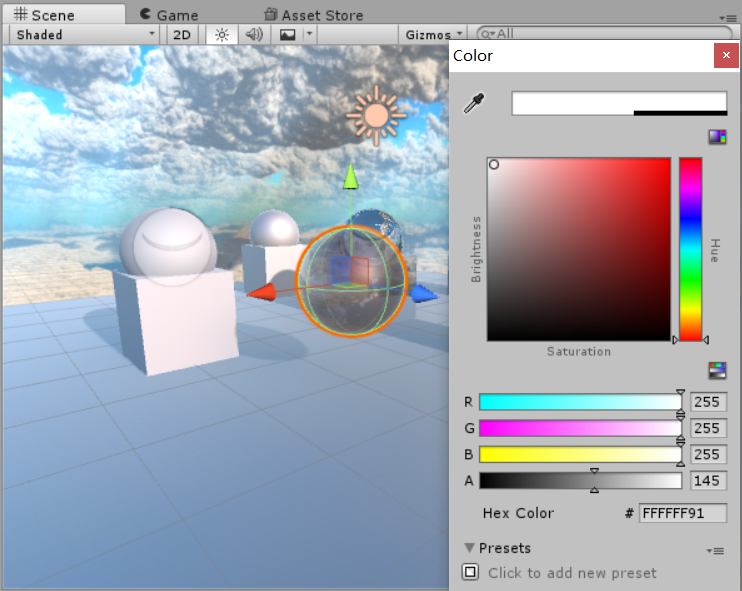 Scene Game Asset Store
Shaded 2D Gizmos All
Color
Brightness
Hue
Saturation
R 255
G 255
B 255
A 145
Hex Color # FFFFFF91
Presets
Click to add new preset